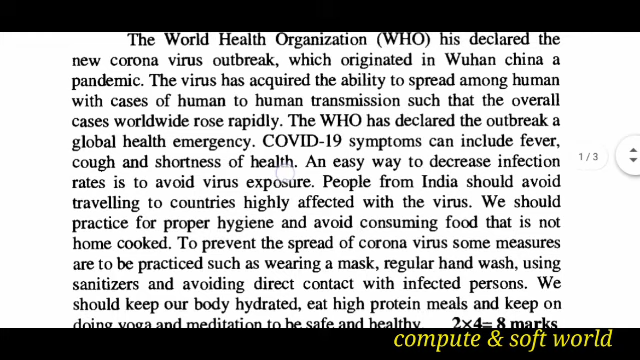 The World Health Organization (WHO) his declared the
new corona virus outbreak, which originated in Wuhan china a
pandemic. The virus has acquired the ability to spread among human
with cases of human to human transmission such that the overall
cases worldwide rose rapidly. The WHO has declared the outbreak a
global health emergency. COVID-19 symptoms can include fever,
cough and shortness of health. An easy way to decrease infection
rates is to avoid virus exposure. People from India should avoid
travelling to countries highly affected with the virus. We should
practice for proper hygiene and avoid consuming food that is not
home cooked. To prevent the spread of corona virus some measures
are to be practiced such as wearing a mask, regular hand wash, using
sanitizers and avoiding direct contact with infected persons. We
should keep our body hydrated, eat high protein meals and keep on
doing yoga and meditation to be safe and healthy 2×4= 8 marks
1 / 3
compute & soft world